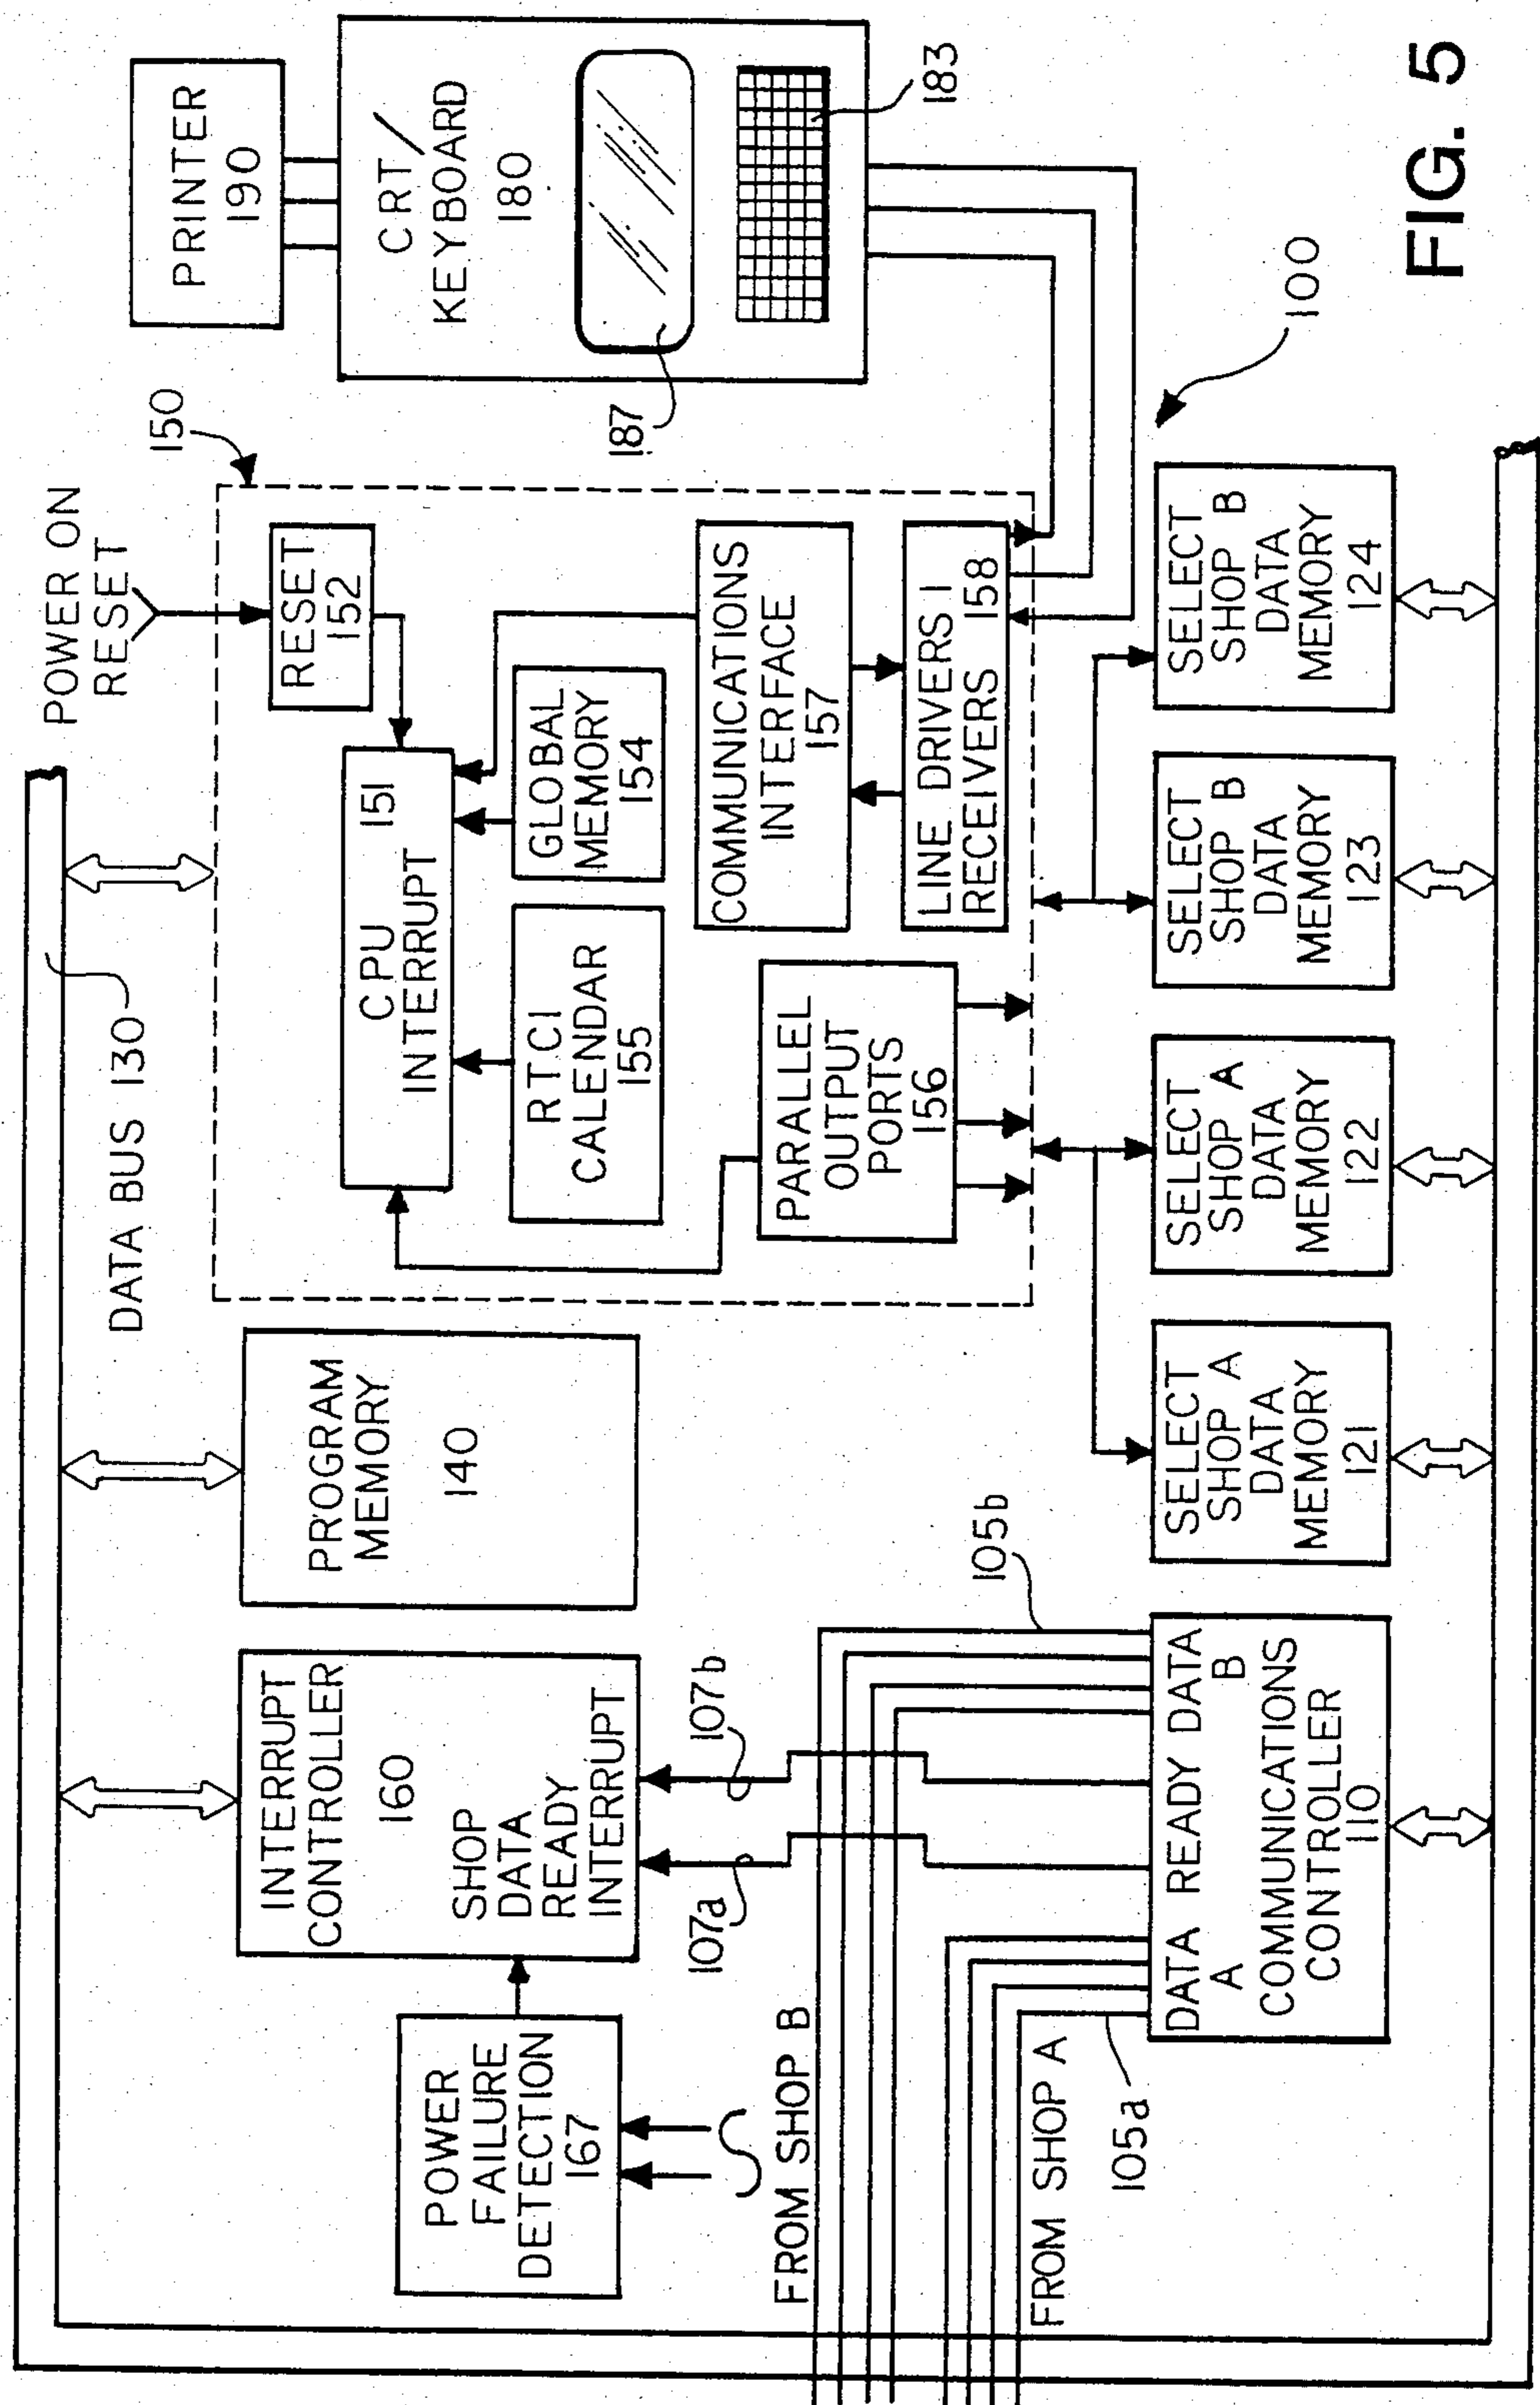 DATA BUS 130
POWER ON
RESET
150
PRINTER
190
INTERRUPT
CONTROLLER
160
SHOP
DATA
READY
INTERRUPT
PROGRAM
MEMORY
140
RESET
152
CPU 151
INTERRUPT
RTCI
CALENDAR
155
GLOBAL
MEMORY
154
CRT/
KEYBOARD
180
187
183
POWER
FAILURE
DETECTION
167
107a
107b
PARALLEL
OUTPUT
PORTS
156
COMMUNICATIONS
INTERFACE
157
LINE DRIVERS I
RECEIVERS 158
FROM SHOP B
FROM SHOP A
105a
105b
DATA READY DATA
A B
COMMUNICATIONS
CONTROLLER
110
SELECT
SHOP A
DATA
MEMORY
121
SELECT
SHOP A
DATA
MEMORY
122
SELECT
SHOP B
DATA
MEMORY
123
SELECT
SHOP B
DATA
MEMORY
124
100
FIG. 5